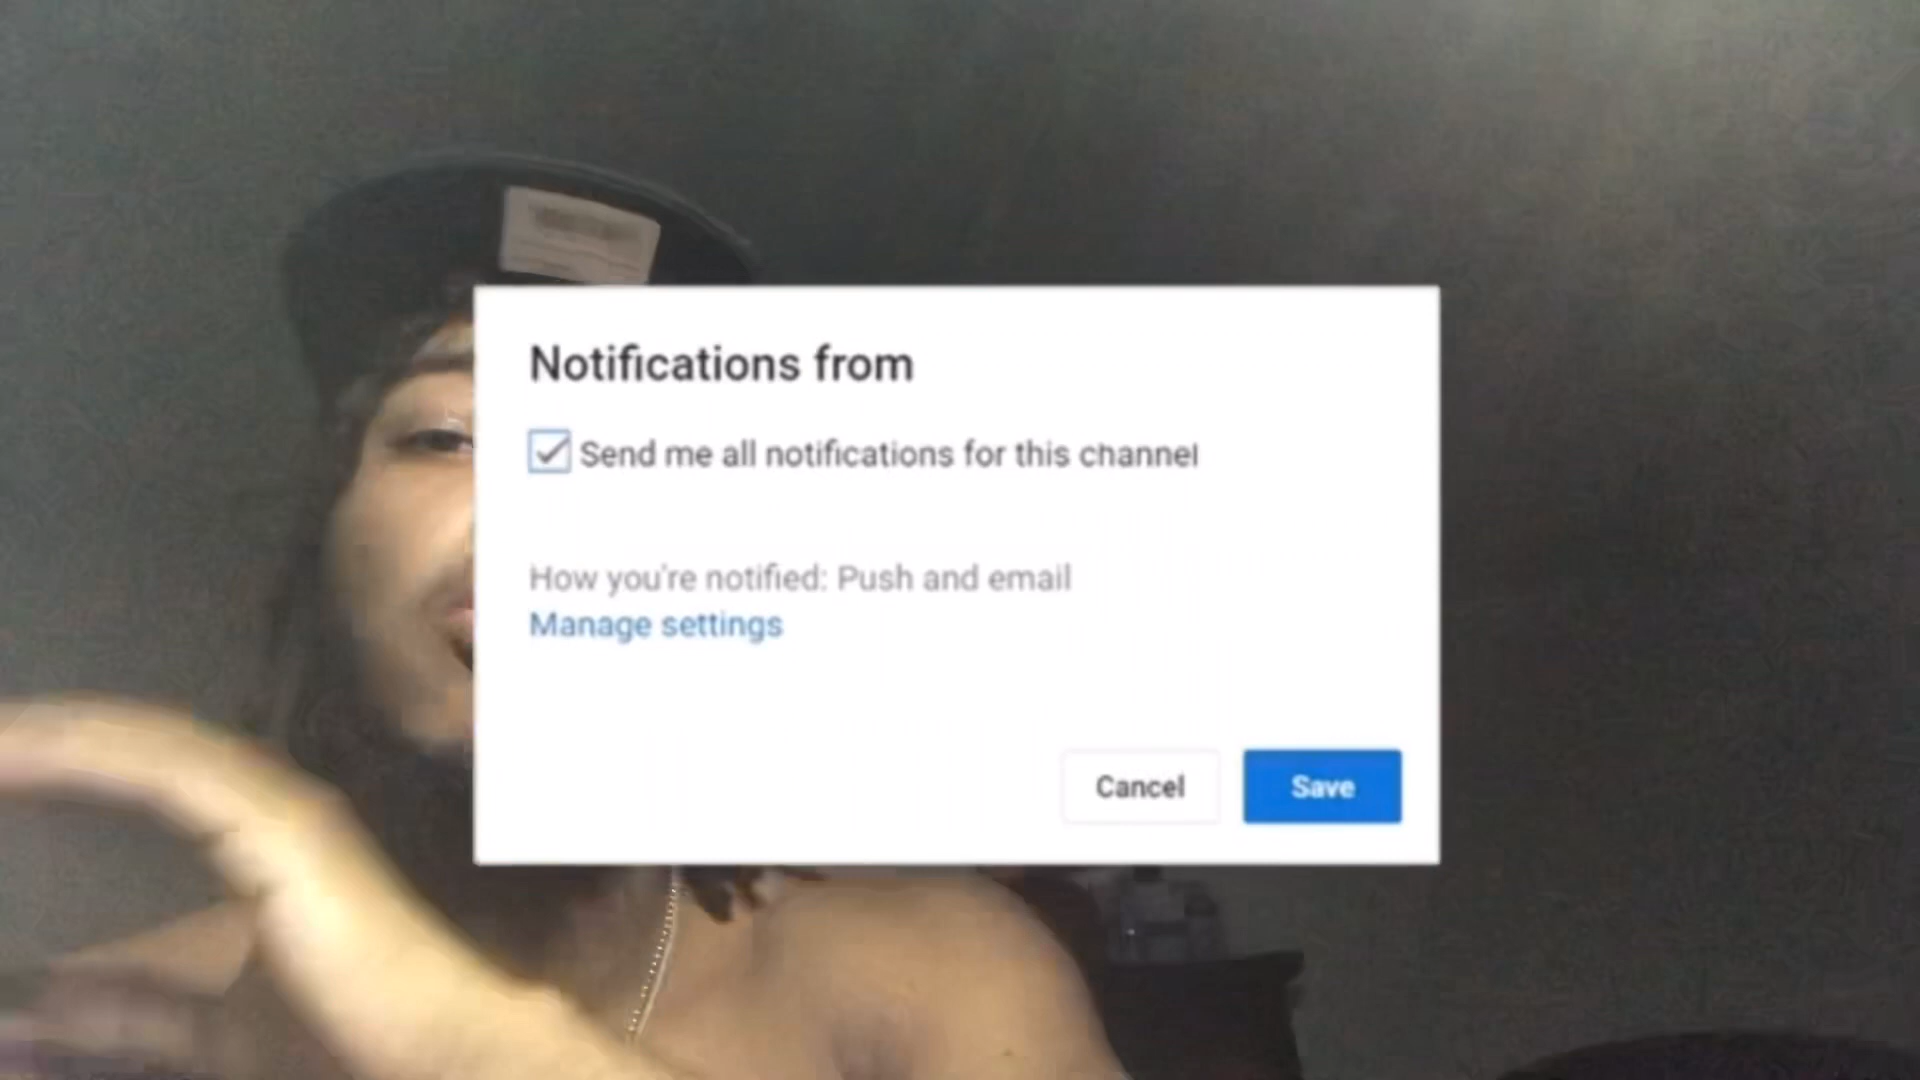 Notifications from
Send me all notifications for this channel
How you're notified: Push and email
Manage settings
Cancel
Save